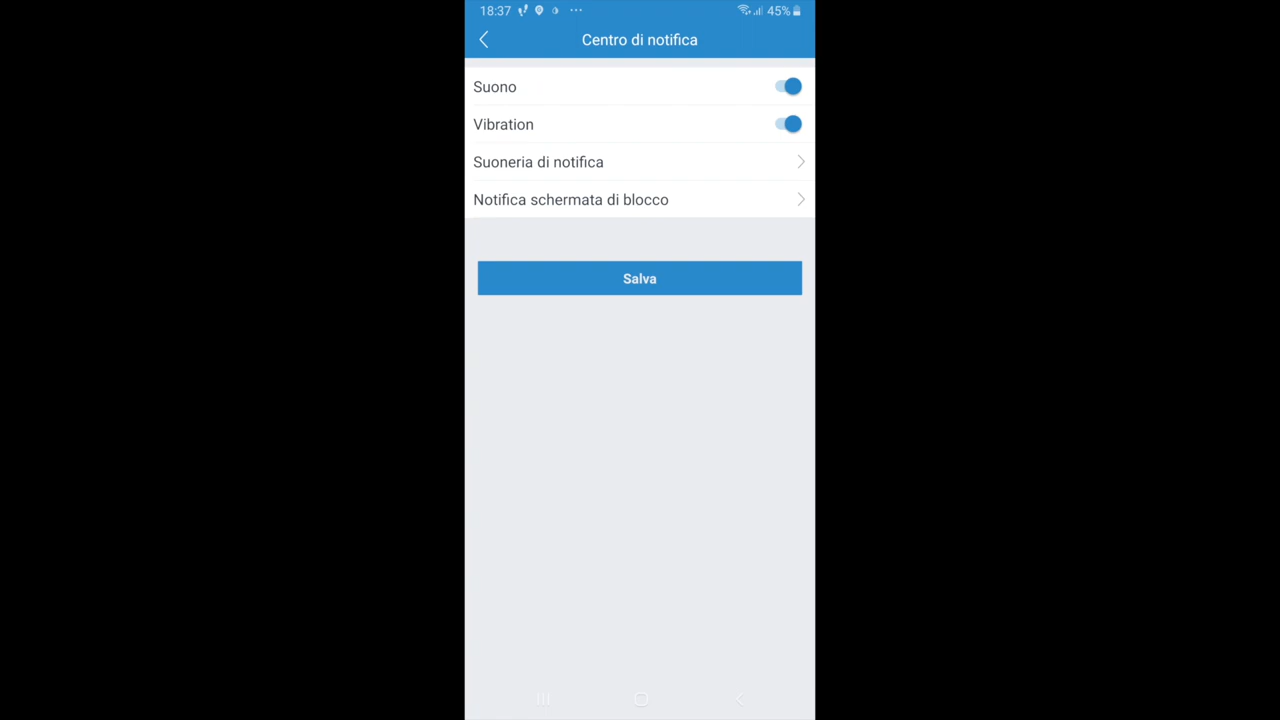 18:37 45%
Centro di notifica
Suono
Vibration
Suoneria di notifica
Notifica schermata di blocco
Salva